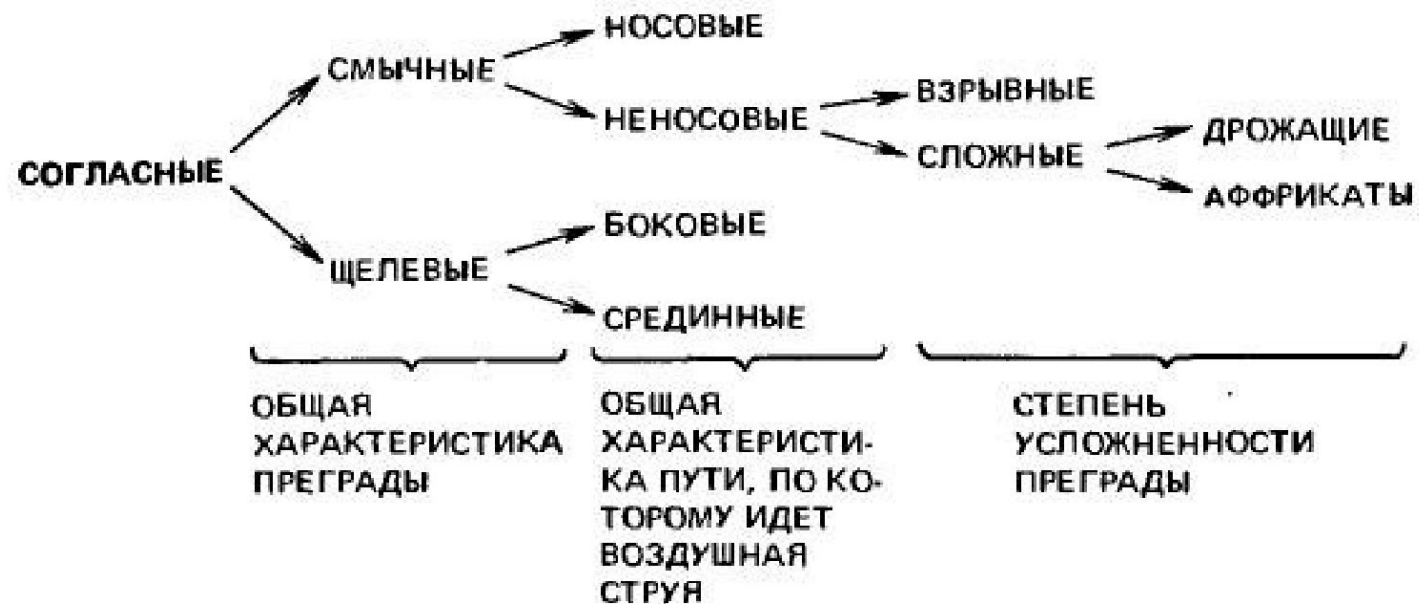 НОСОВЫЕ
СМЫЧНЫЕ
НЕНОСОВЫЕ
ВЗРЫВНЫЕ
СЛОЖНЫЕ
ДРОЖАЩИЕ
АФФРИКАТЫ
СОГЛАСНЫЕ
ЩЕЛЕВЫЕ
БОКОВЫЕ
СРЕДИННЫЕ
ОБЩАЯ
ХАРАКТЕРИСТИКА
ПРЕГРАДЫ
ОБЩАЯ
ХАРАКТЕРИСТИ-
КА ПУТИ, ПО КО-
ТОРОМУ ИДЕТ
ВОЗДУШНАЯ
СТРУЯ
СТЕПЕНЬ
УСЛОЖНЕННОСТИ
ПРЕГРАДЫ